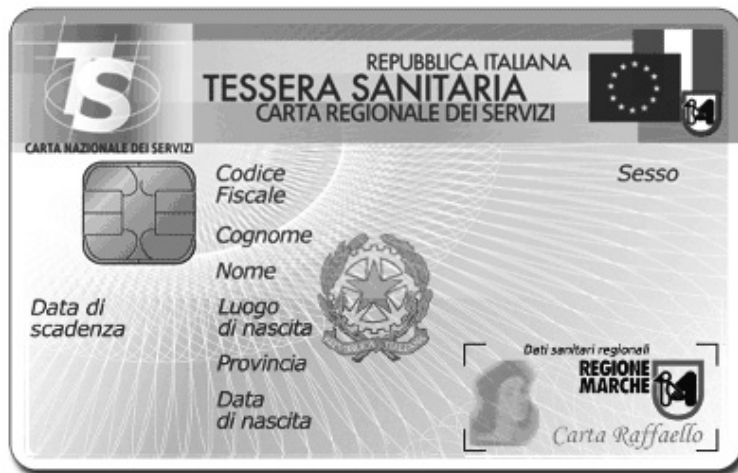 TS
REPUBBLICA ITALIANA
TESSERA SANITARIA
CARTA REGIONALE DEI SERVIZI
CARTA NAZIONALE DEI SERVIZI
Codice
Fiscale
Sesso
Cognome
Nome
Data di
scadenza
Luogo
di nascita
Provincia
Data
di nascita
Dati sanitari regionali
REGIONE
MARCHE
Carta Raffaello